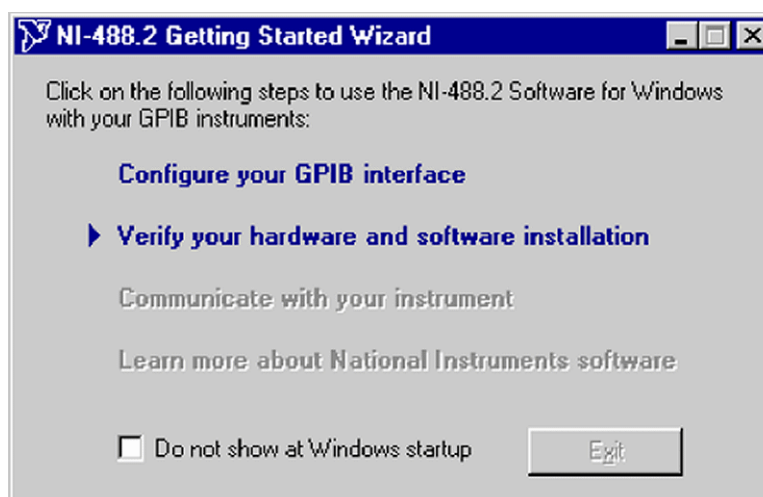 NI-488.2 Getting Started Wizard
Click on the following steps to use the NI-488.2 Software for Windows
with your GPIB instruments:
Configure your GPIB interface
Verify your hardware and software installation
Communicate with your instrument
Learn more about National Instruments software
Do not show at Windows startup
Exit